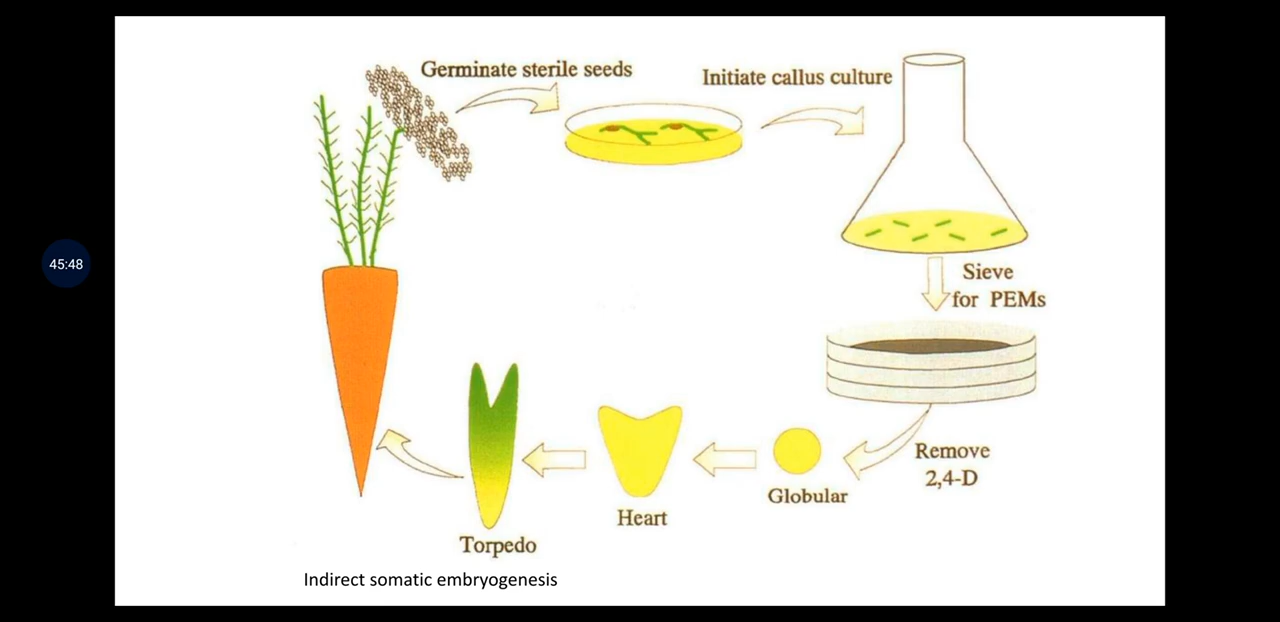 Germinate sterile seeds
Initiate callus culture
45:48
Sieve
for PEMs
Remove
2,4-D
Globular
Heart
Torpedo
Indirect somatic embryogenesis